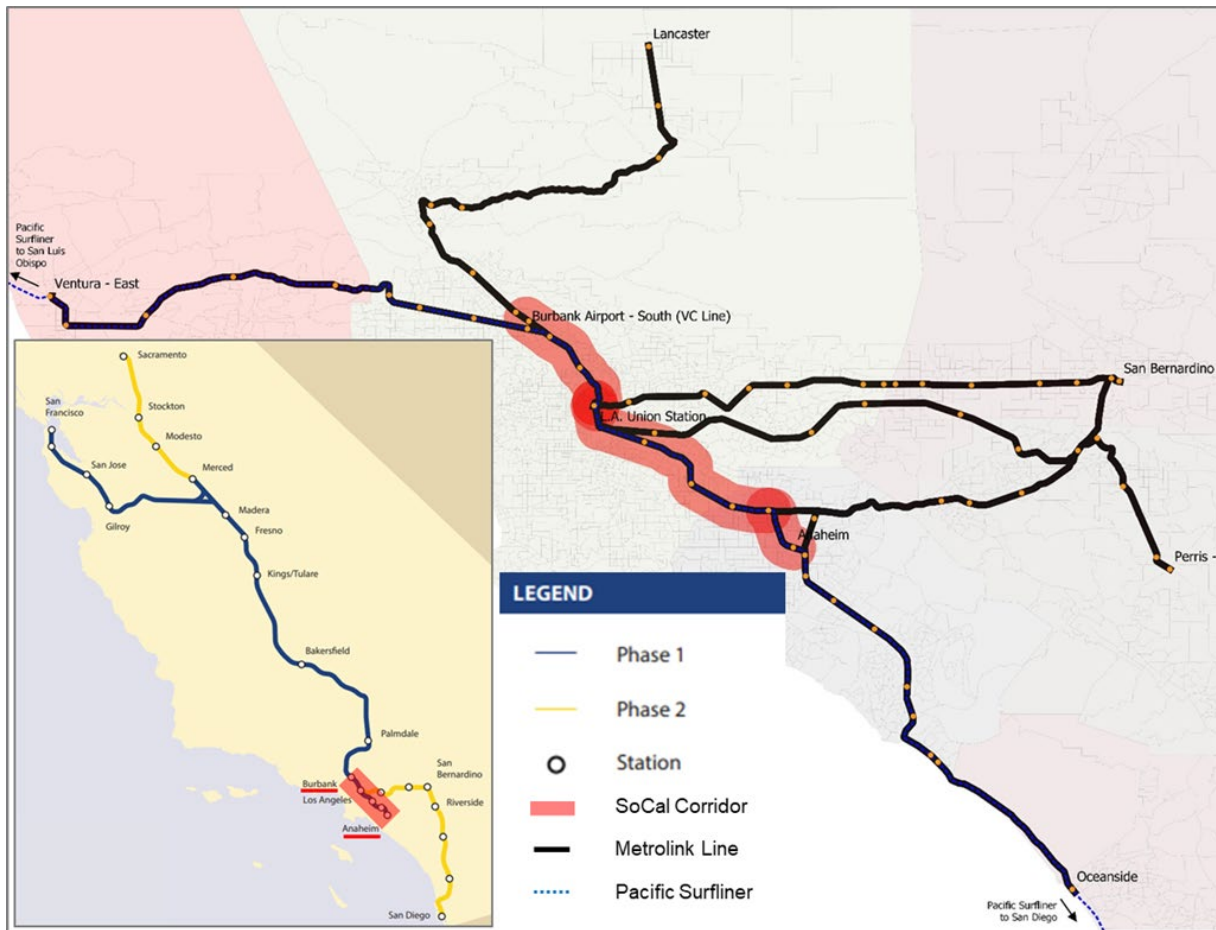 Lancaster
Pacific
Surfliner
to San Luis
Obispo
Ventura - East
Burbank Airport - South (VC Line)
San Bernardino
L.A. Union Station
Anaheim
Perris -
Oceanside
Pacific Surfliner
to San Diego
Sacramento
San
Francisco
Stockton
Modesto
San Jose
Merced
Gilroy
Madera
Fresno
Kings/Tulare
Bakersfield
Palmdale
San
Bernardino
Burbank
Los Angeles
Riverside
Anaheim
San Diego
LEGEND
Phase 1
Phase 2
Station
SoCal Corridor
Metrolink Line
Pacific Surfliner